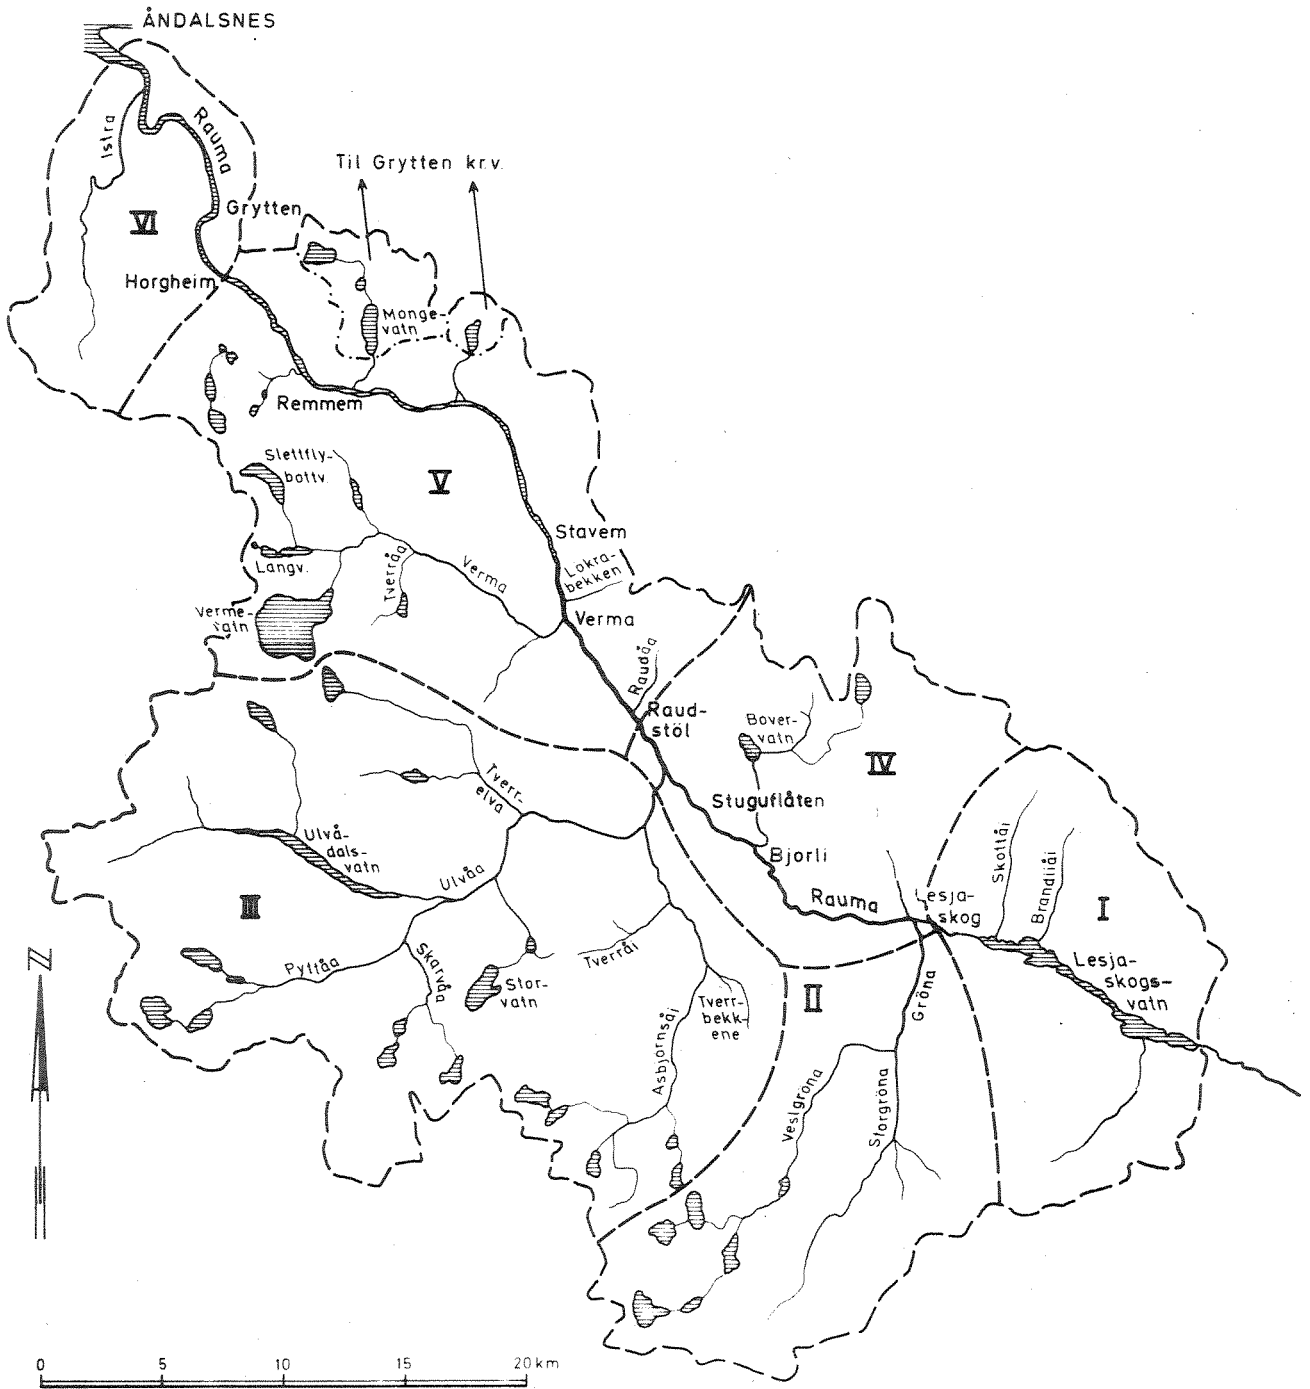 ÅNDALSNES
Istra
Rauma
Til Grytten kr.v.
VI
Grytten
Horgheim
Monge-
vatn
Remmem
Slettfly-
bottv.
V
Stavem
Langv.
Tverråa
Verma
Lokra-
bekken
Verme-
vatn
Verma
Raudåa
Raud-
stöl
Bover-
vatn
IV
Tverr-
elva
Stuguflåten
Skottåi
Ulvå-
dals-
vatn
Bjorli
Brandliåi
Ulvåa
Rauma
Lesja-
skog
I
III
Skarvåa
Tverråi
Pyttåa
Stor-
vatn
Lesja-
skogs-
vatn
N
Tverr-
bekk-
ene
II
Gröna
Asbjörnsåi
Veslgröna
Storgröna
0 5 10 15 20 km